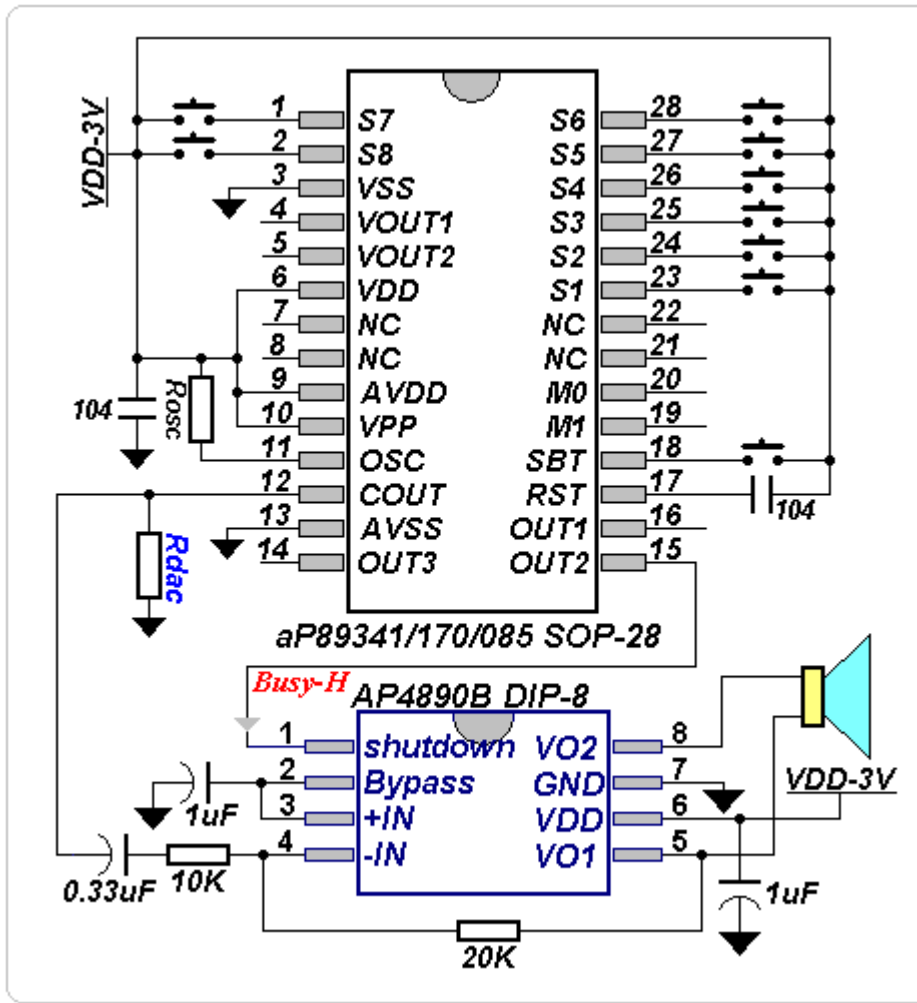 VDD-3V
1 S7 S6 28
2 S8 S5 27
3 VSS S4 26
4 VOUT1 S3 25
5 VOUT2 S2 24
6 VDD S1 23
7 NC NC 22
8 NC NC 21
9 AVDD M0 20
104 Rosc
10 VPP M1 19
11 OSC SBT 18
12 COUT RST 17
104
13 AVSS OUT1 16
14 OUT3 OUT2 15
Rdac
aP89341/170/085 SOP-28
Busy-H
AP4890B DIP-8
1 shutdown VO2 8
2 Bypass GND 7
VDD-3V
1uF
3 +IN VDD 6
4 -IN VO1 5
0.33uF
10K
1uF
20K